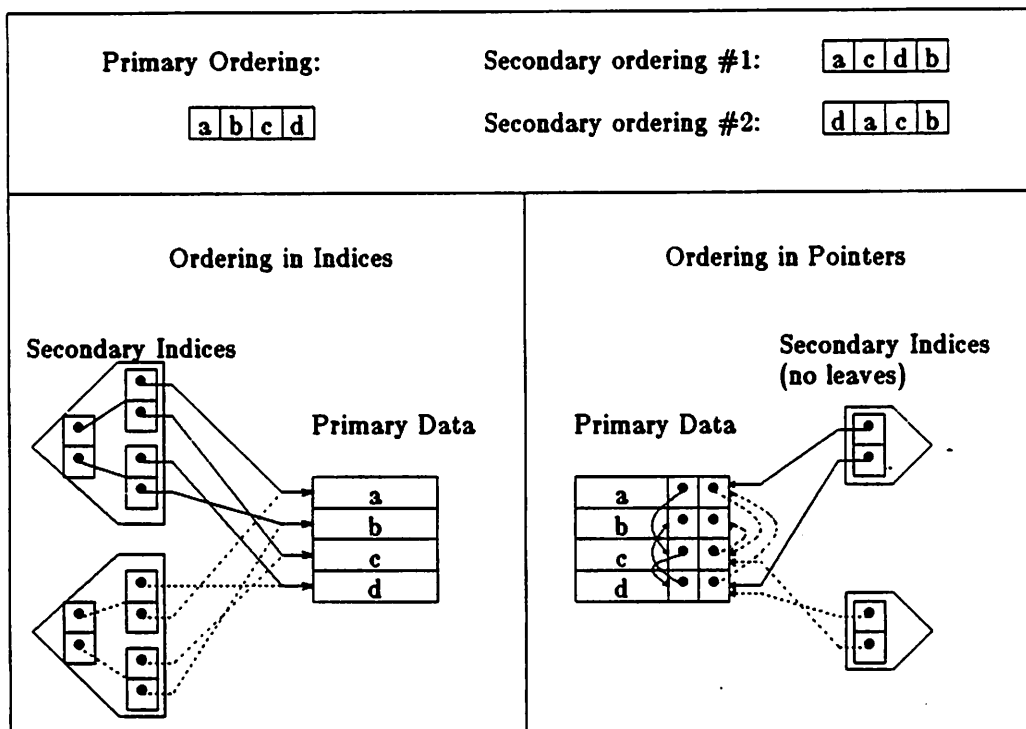 Primary Ordering:
a b c d
Secondary ordering #1:
a c d b
Secondary ordering #2:
d a c b
Ordering in Indices
Secondary Indices
Primary Data
a
b
c
d
Ordering in Pointers
Secondary Indices
(no leaves)
Primary Data
a
b
c
d